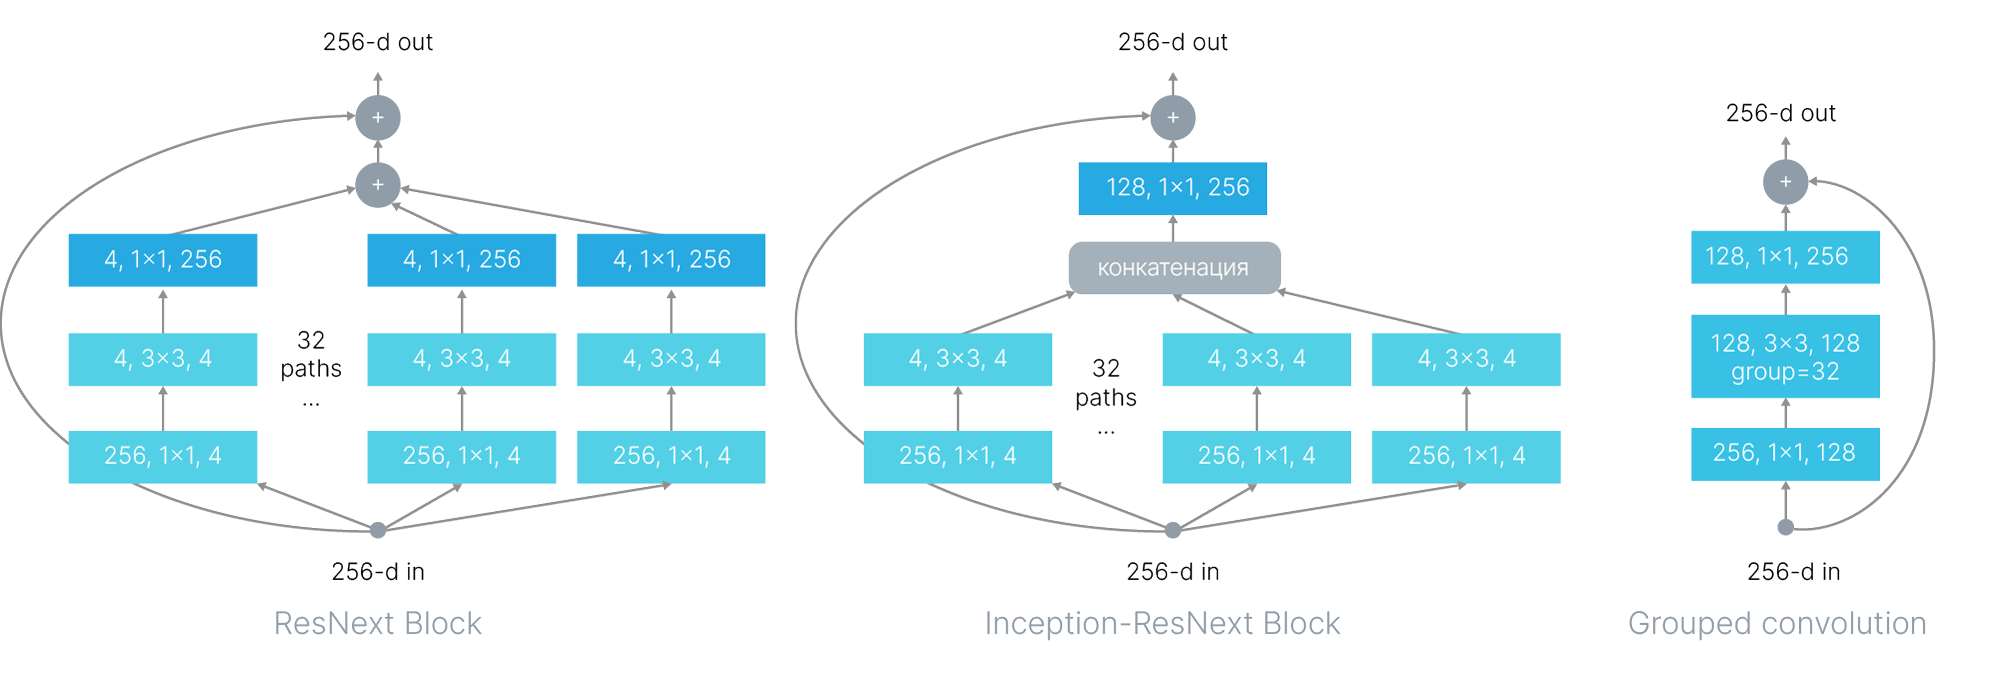 256-d out
4, 1×1, 256
4, 1×1, 256
4, 1×1, 256
32
paths
...
4, 3×3, 4
4, 3×3, 4
4, 3×3, 4
256, 1×1, 4
256, 1×1, 4
256, 1×1, 4
256-d in
ResNext Block
256-d out
128, 1×1, 256
конкатенация
4, 3×3, 4
32
paths
...
4, 3×3, 4
4, 3×3, 4
256, 1×1, 4
256, 1×1, 4
256, 1×1, 4
256-d in
Inception-ResNext Block
256-d out
128, 1×1, 256
128, 3×3, 128
group=32
256, 1×1, 128
256-d in
Grouped convolution